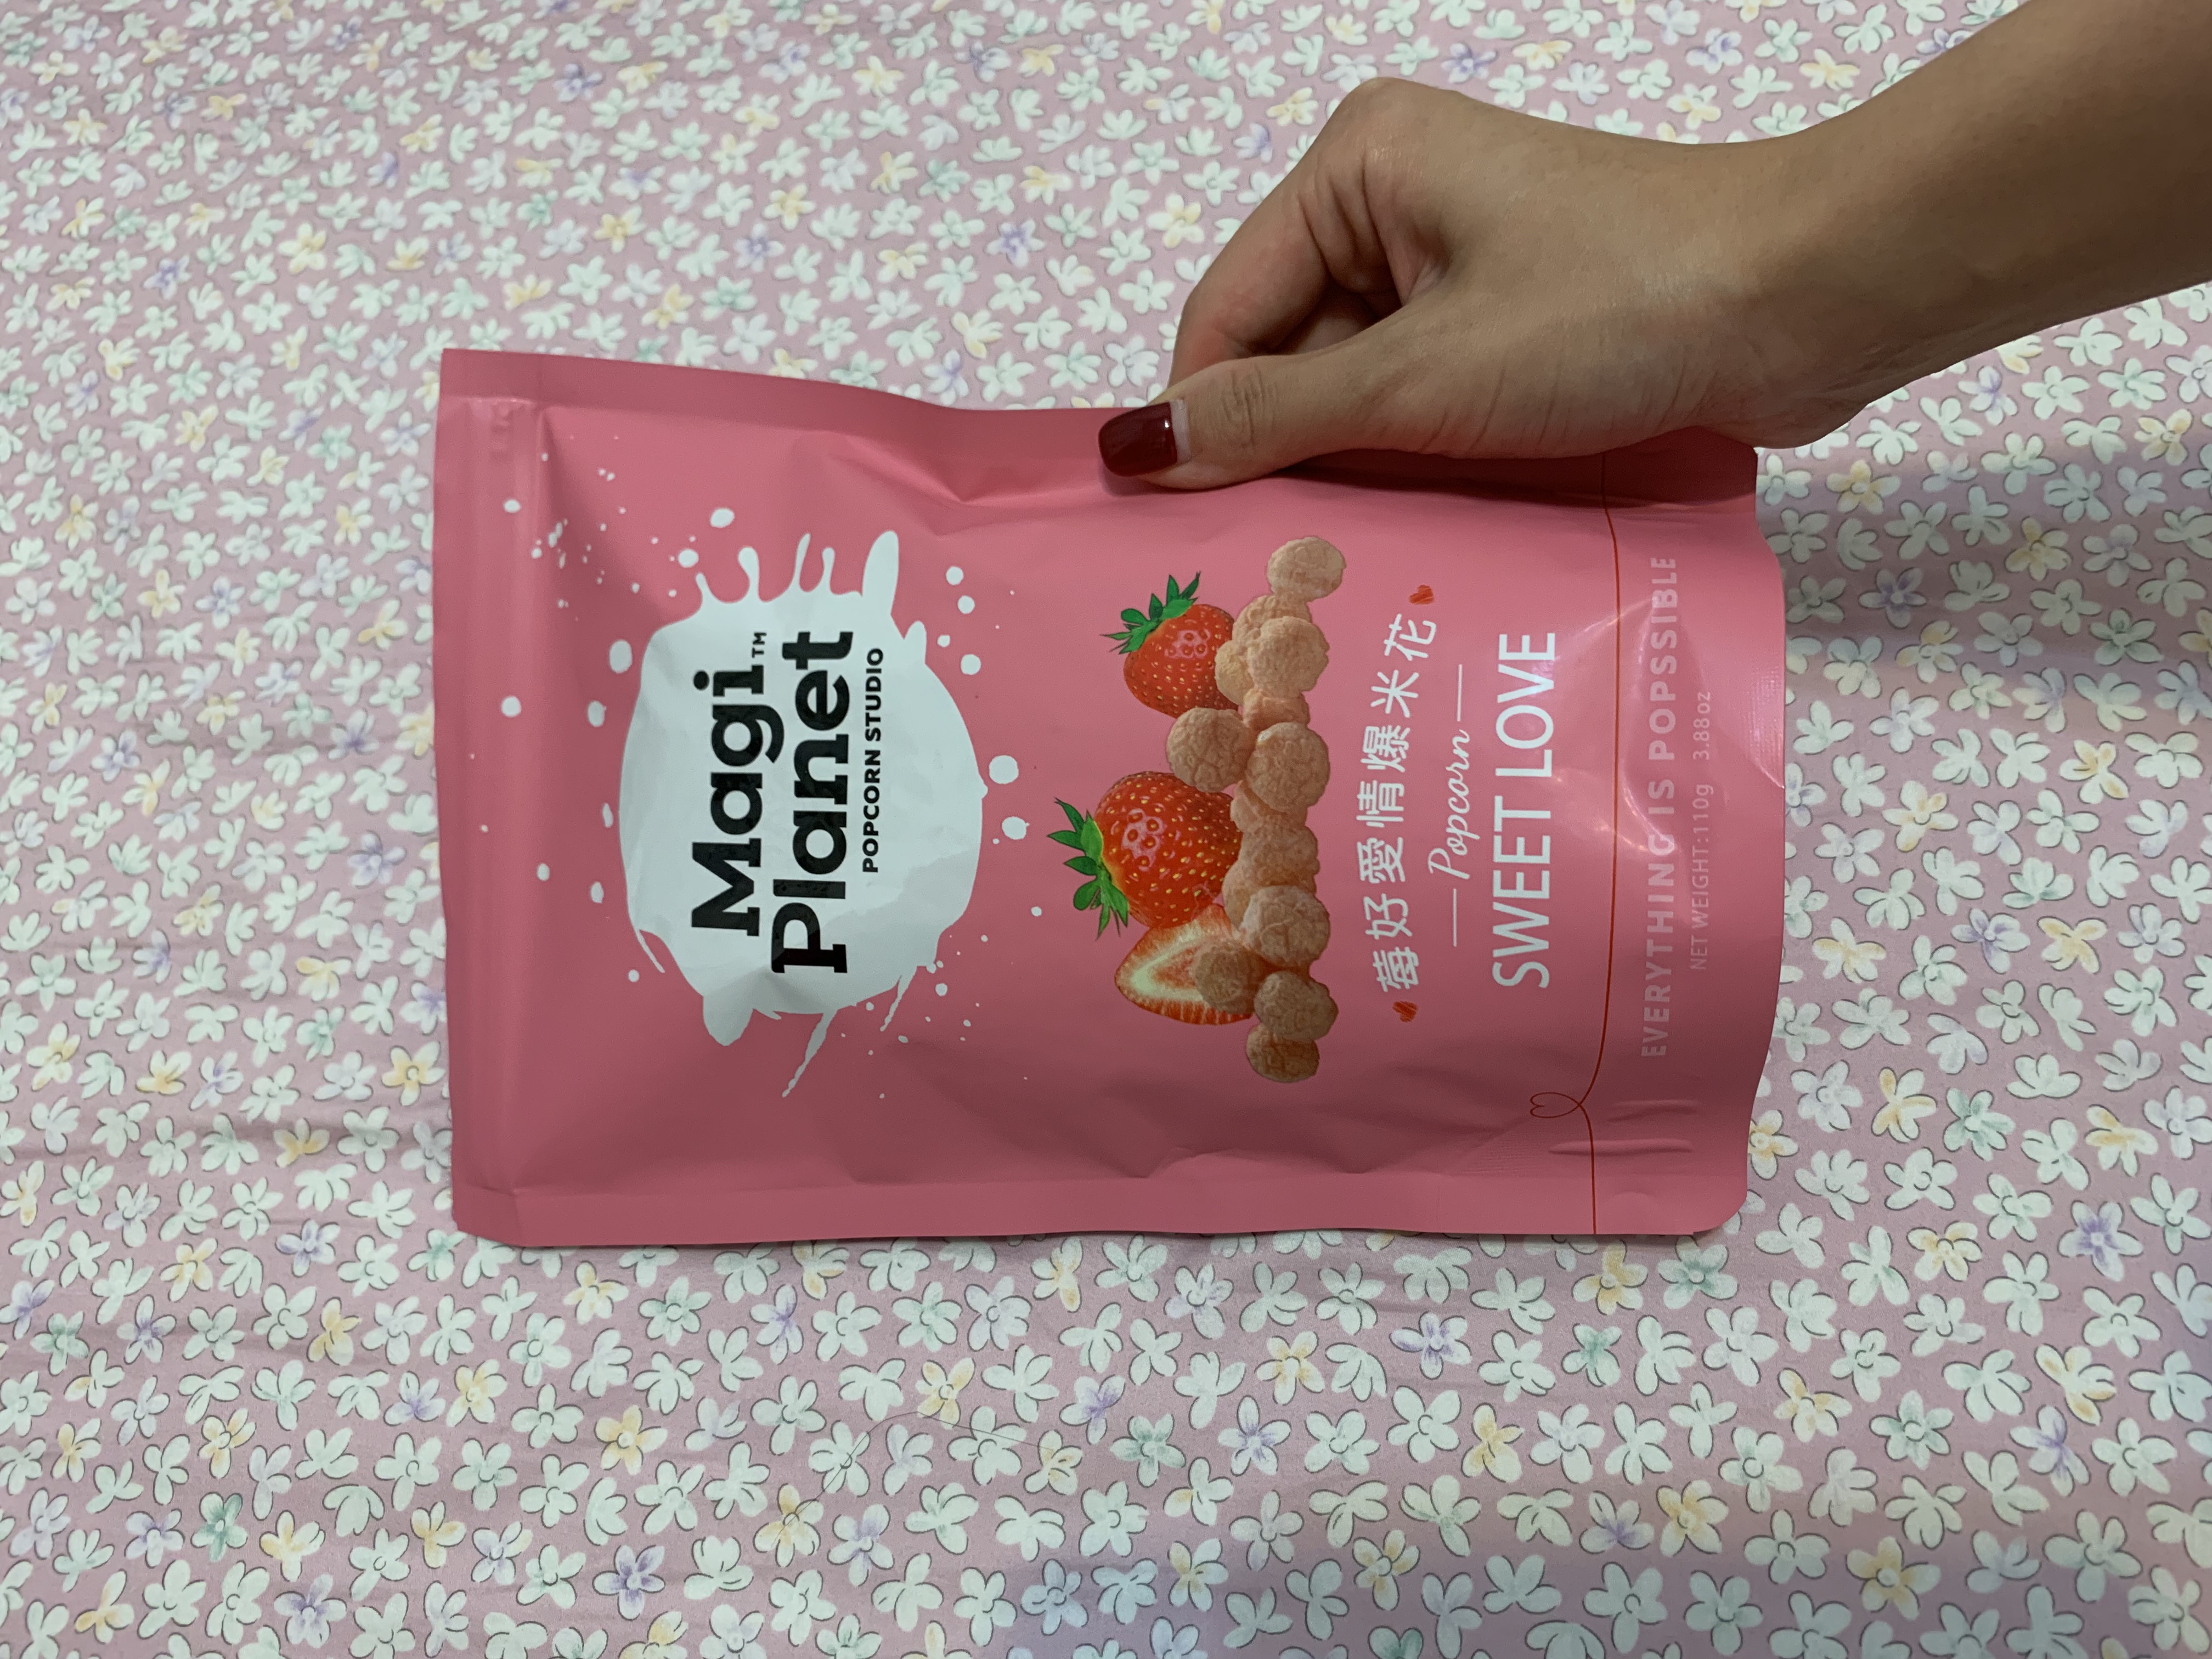 Magi™
Planet
POPCORN STUDIO
莓好愛情爆米花
Popcorn
SWEET LOVE
EVERYTHING IS POPSSIBLE
NET WEIGHT:110g 3.88oz